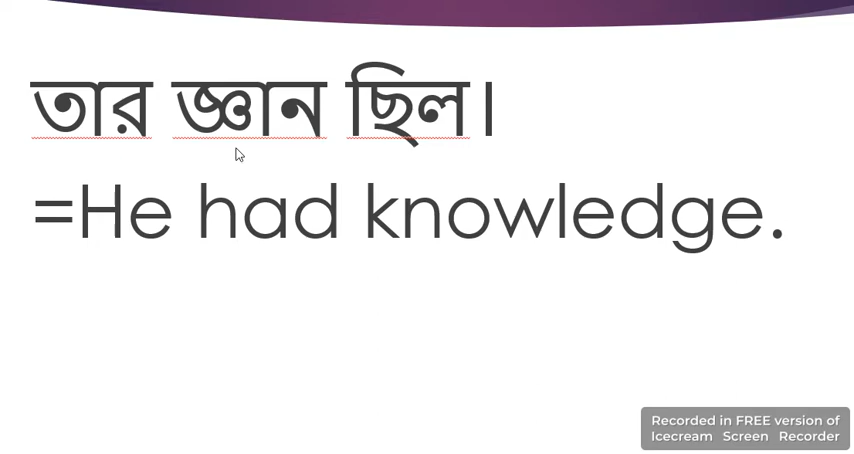 তার জ্ঞান ছিল।
=He had knowledge.
Recorded in FREE version of
Icecream Screen Recorder